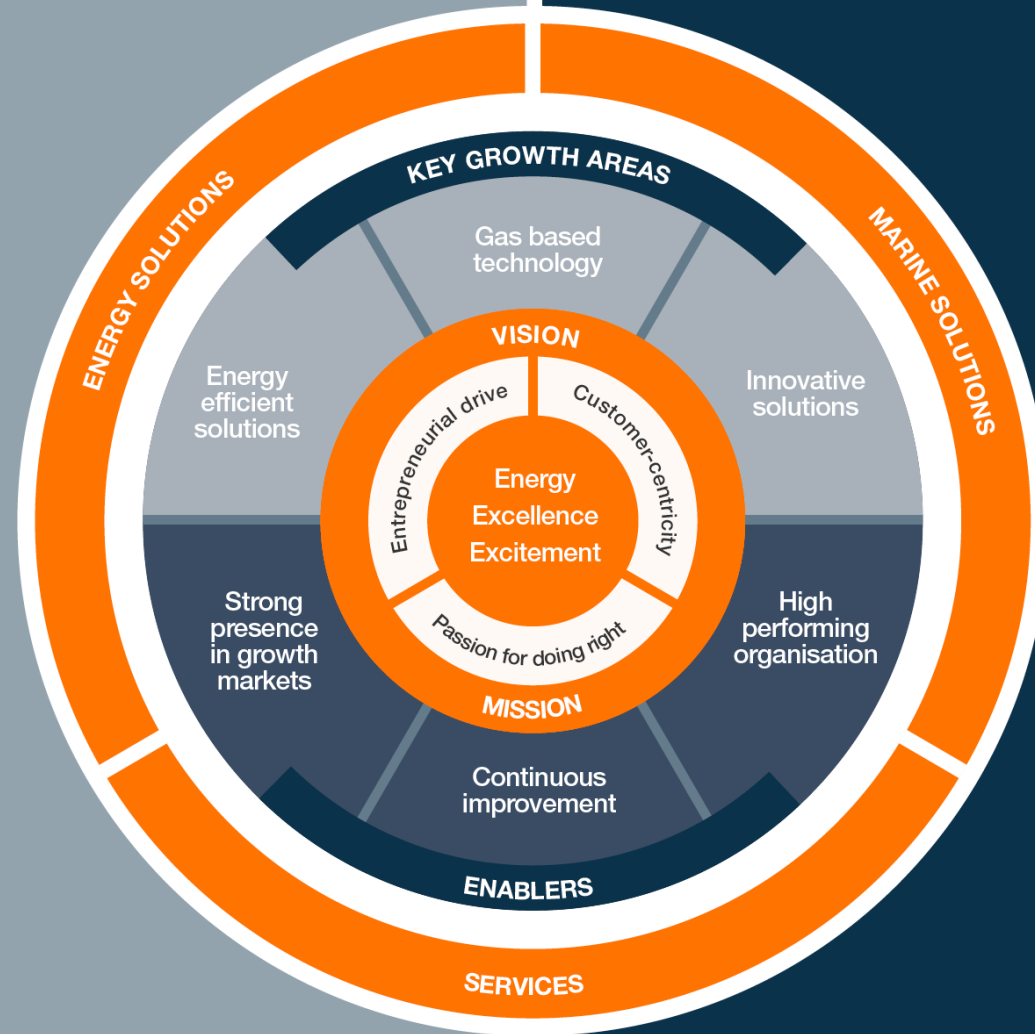 KEY GROWTH AREAS
ENERGY SOLUTIONS
MARINE SOLUTIONS
Gas based
technology
Energy
efficient
solutions
Innovative
solutions
VISION
Entrepreneurial drive
Customer-centricity
Energy
Excellence
Excitement
Passion for doing right
MISSION
Strong
presence
in growth
markets
High
performing
organisation
Continuous
improvement
ENABLERS
SERVICES